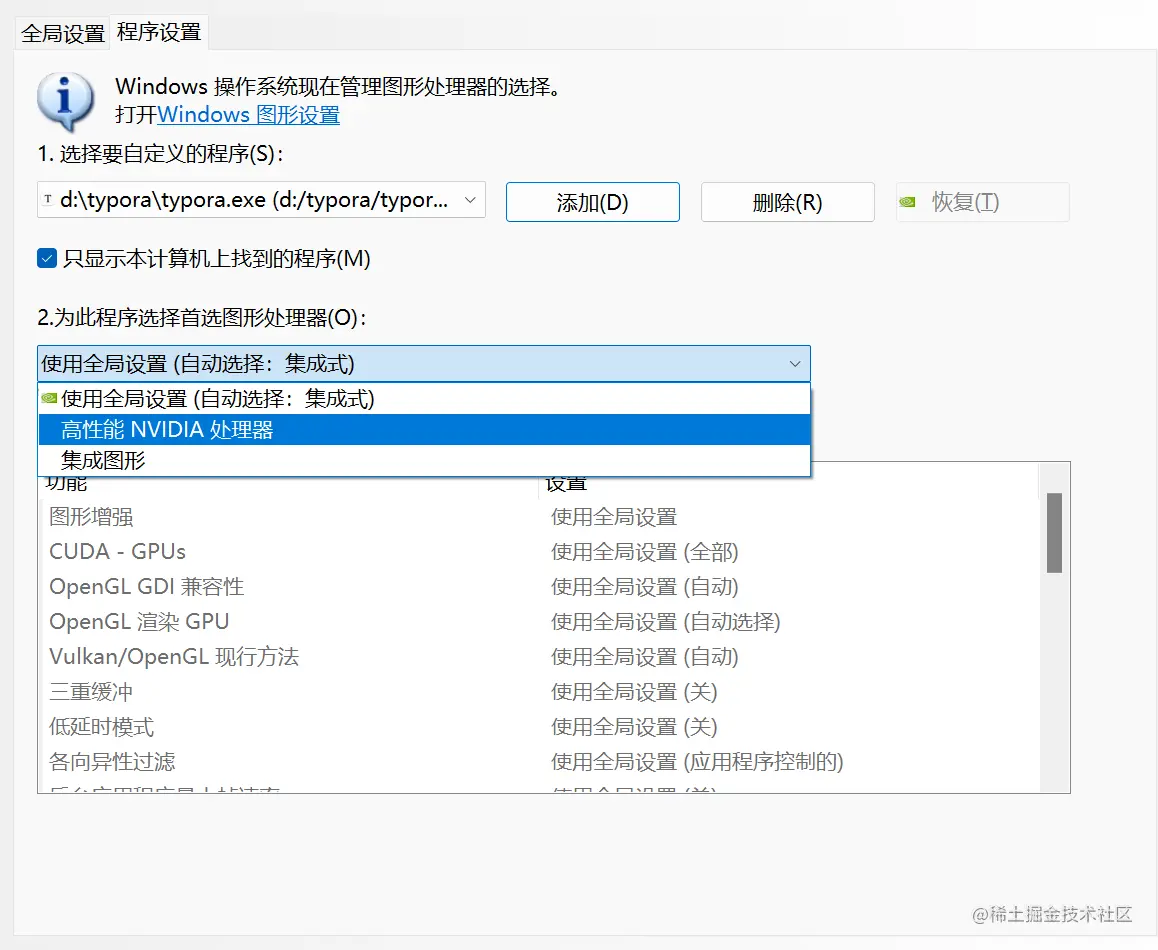 全局设置 程序设置
Windows 操作系统现在管理图形处理器的选择。
打开Windows 图形设置
1. 选择要自定义的程序(S):
T d:\typora\typora.exe (d:/typora/typor... 添加(D) 删除(R) 恢复(T)
只显示本计算机上找到的程序(M)
2.为此程序选择首选图形处理器(O):
使用全局设置 (自动选择：集成式)
使用全局设置 (自动选择：集成式)
高性能 NVIDIA 处理器
集成图形
功能 设置
图形增强 使用全局设置
CUDA - GPUs 使用全局设置 (全部)
OpenGL GDI 兼容性 使用全局设置 (自动)
OpenGL 渲染 GPU 使用全局设置 (自动选择)
Vulkan/OpenGL 现行方法 使用全局设置 (自动)
三重缓冲 使用全局设置 (关)
低延时模式 使用全局设置 (关)
各向异性过滤 使用全局设置 (应用程序控制的)
@稀土掘金技术社区